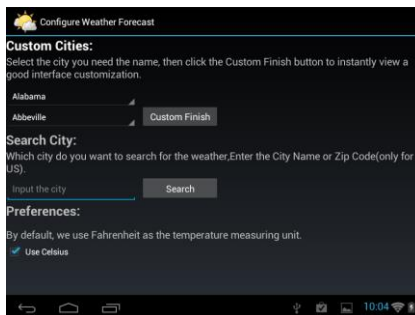 Configure Weather Forecast
Custom Cities:
Select the city you need the name, then click the Custom Finish button to instantly view a
good interface customization.
Alabama
Abbeville
Custom Finish
Search City:
Which city do you want to search for the weather,Enter the City Name or Zip Code(only for
US).
Input the city
Search
Preferences:
By default, we use Fahrenheit as the temperature measuring unit.
Use Celsius
10:04